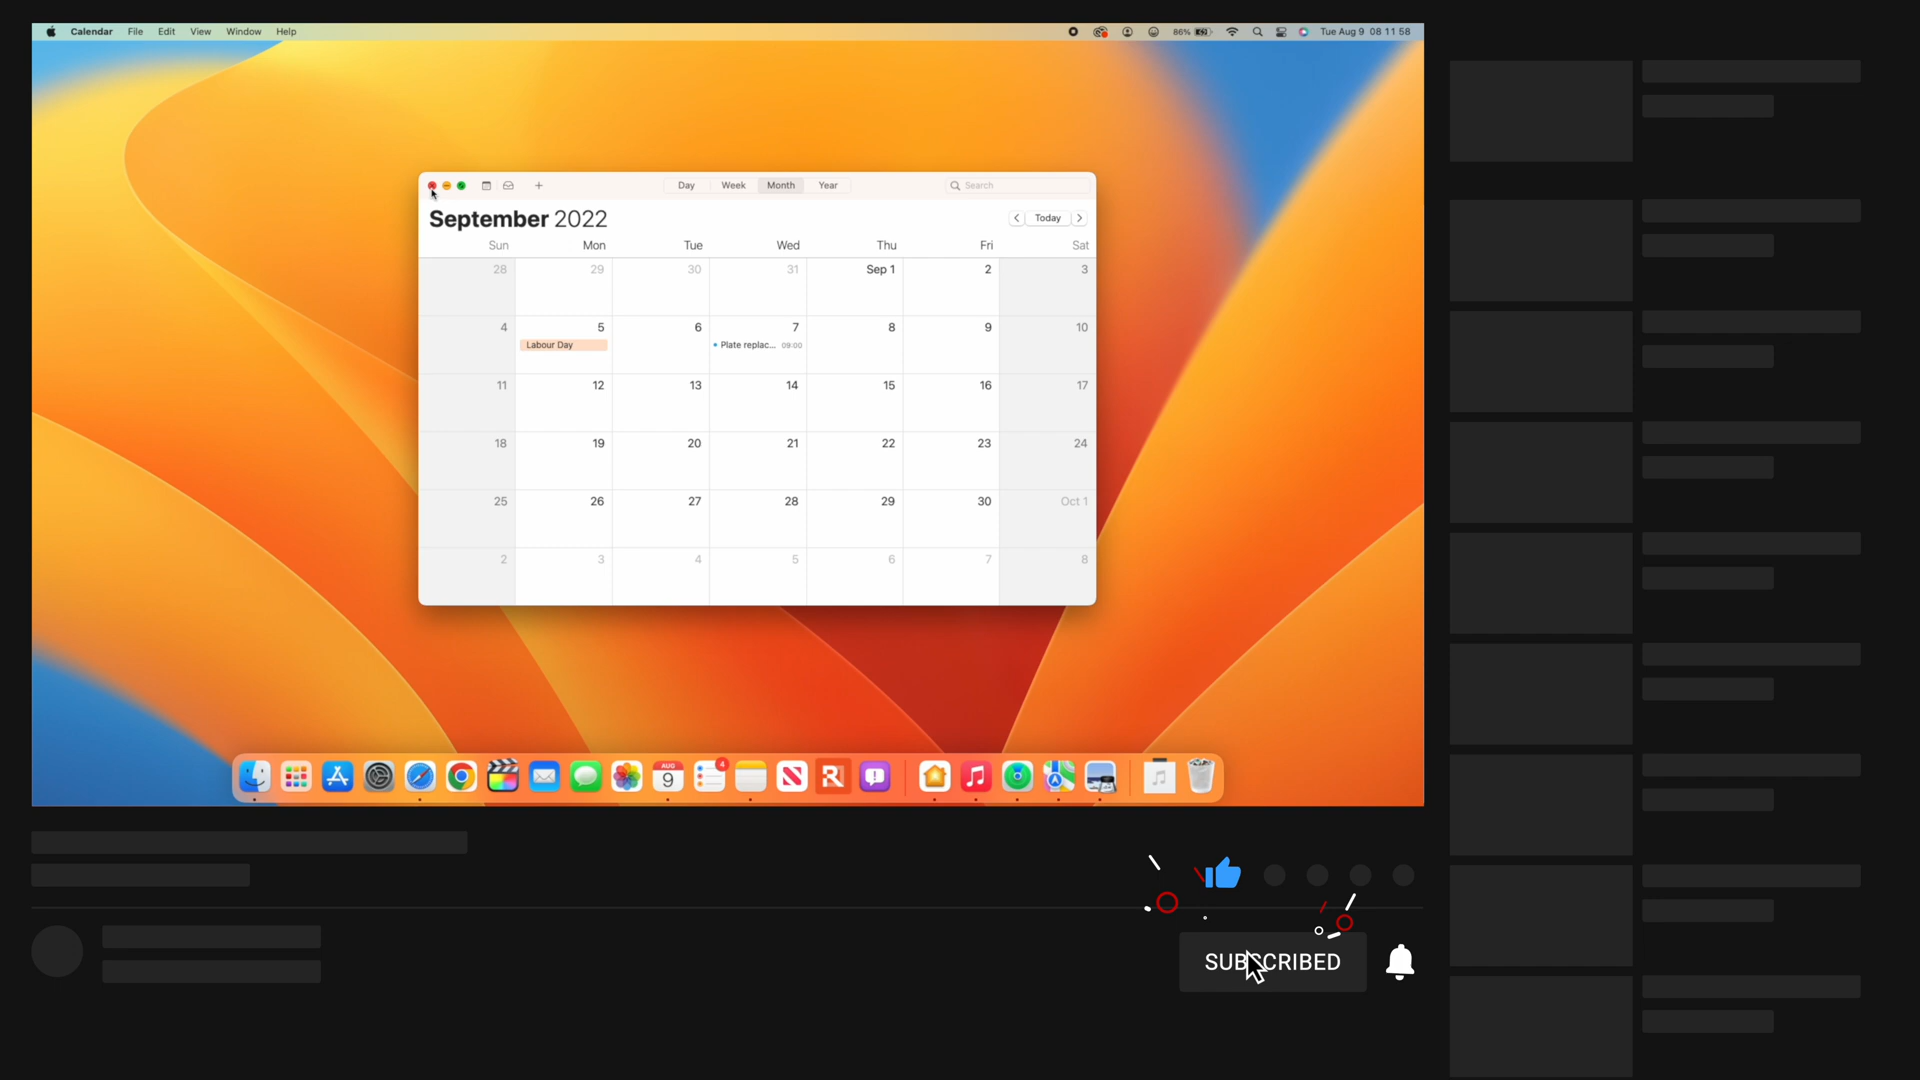 Calendar File Edit View Window Help 86% Tue Aug 9 08 11 58
Day Week Month Year Search
September 2022 Today
Sun Mon Tue Wed Thu Fri Sat
28 29 30 31 Sep 1 2 3
4 5 6 7 8 9 10
Labour Day Plate replac... 09:00
11 12 13 14 15 16 17
18 19 20 21 22 23 24
25 26 27 28 29 30 Oct 1
2 3 4 5 6 7 8
AUG 4
9
SUBSCRIBED